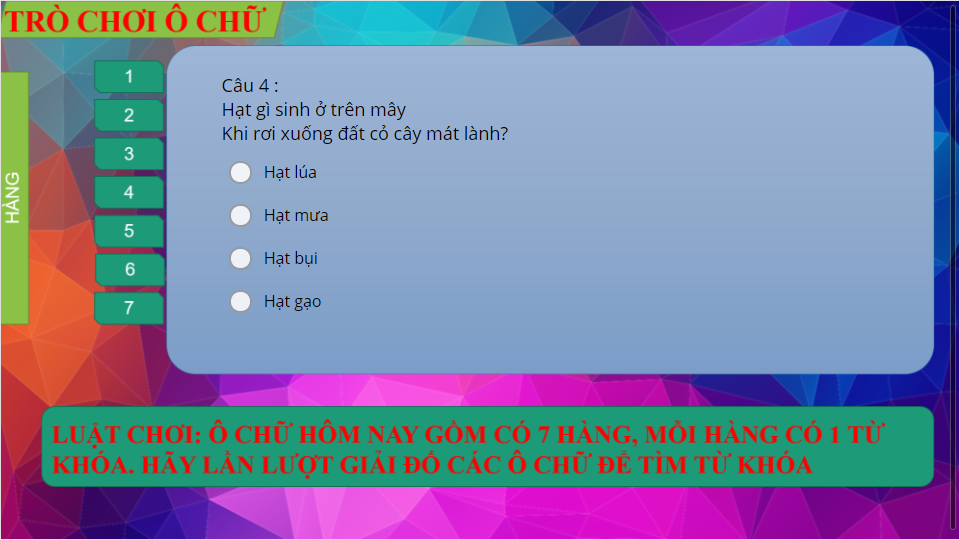 TRÒ CHƠI Ô CHỮ
HÀNG
1
2
3
4
5
6
7
Câu 4 :
Hạt gì sinh ở trên mây
Khi rơi xuống đất cỏ cây mát lành?
Hạt lúa
Hạt mưa
Hạt bụi
Hạt gạo
LUẬT CHƠI: Ô CHỮ HÔM NAY GỒM CÓ 7 HÀNG, MỖI HÀNG CÓ 1 TỪ
KHÓA. HÃY LẦN LƯỢT GIẢI ĐỐ CÁC Ô CHỮ ĐỂ TÌM TỪ KHÓA